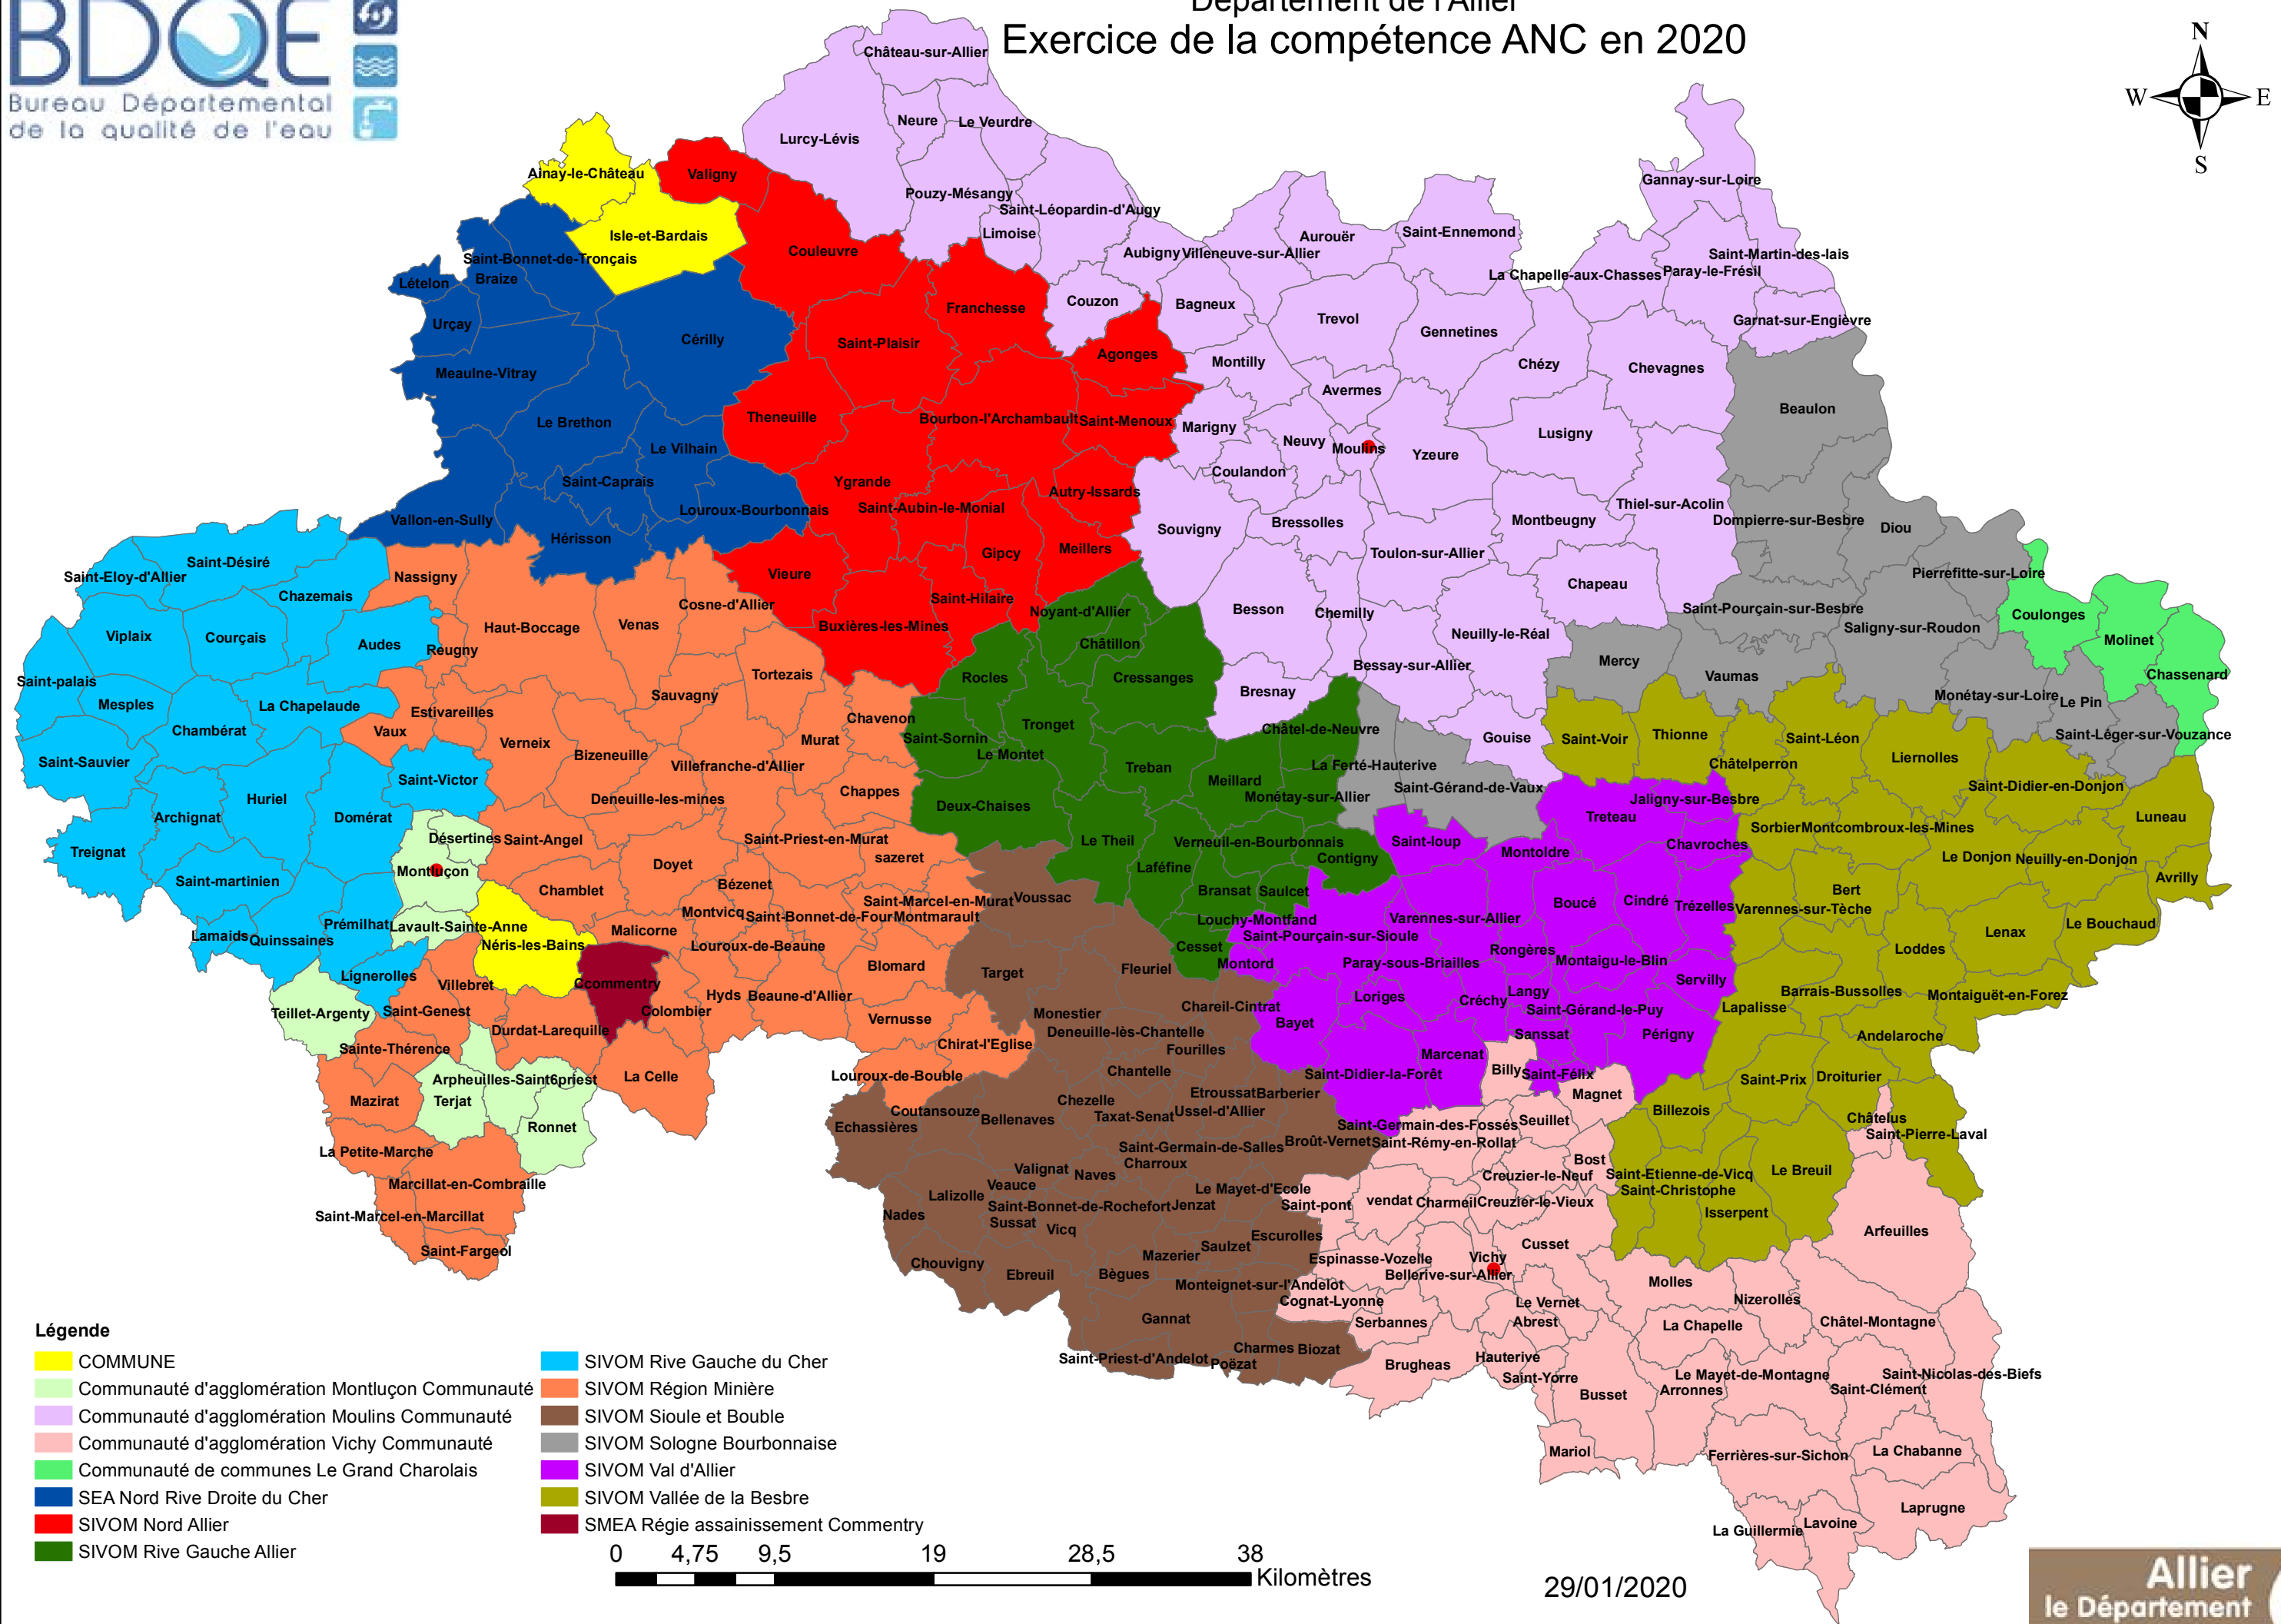 BDQE
Bureau Départemental
de la qualité de l'eau
Département de l'Allier
Exercice de la compétence ANC en 2020
N
W
E
S
Château-sur-Allier
Neure
Le Veurdre
Lurcy-Lévis
Ainay-le-Château
Valigny
Pouzy-Mésangy
Gannay-sur-Loire
Saint-Léopardin-d'Augy
Isle-et-Bardais
Limoise
Aurouër
Saint-Ennemond
Couleuvre
Aubigny
Villeneuve-sur-Allier
Saint-Martin-des-lais
Saint-Bonnet-de-Tronçais
Braize
La Chapelle-aux-Chasses
Paray-le-Frésil
Lételon
Couzon
Bagneux
Franchesse
Urçay
Trevol
Garnat-sur-Engièvre
Gennetines
Cérilly
Saint-Plaisir
Agonges
Montilly
Chézy
Chevagnes
Meaulne-Vitray
Avermes
Beaulon
Theneuille
Bourbon-l'Archambault
Saint-Menoux
Le Brethon
Marigny
Neuvy
Moulins
Lusigny
Le Vilhain
Yzeure
Coulandon
Saint-Caprais
Ygrande
Autry-Issards
Saint-Aubin-le-Monial
Louroux-Bourbonnais
Thiel-sur-Acolin
Vallon-en-Sully
Souvigny
Bressolles
Montbeugny
Dompierre-sur-Besbre
Diou
Hérisson
Gipcy
Meillers
Toulon-sur-Allier
Saint-Désiré
Saint-Eloy-d'Allier
Nassigny
Vieure
Chapeau
Pierrefitte-sur-Loire
Chazemais
Cosne-d'Allier
Saint-Hilaire
Noyant-d'Allier
Besson
Chemilly
Saint-Pourçain-sur-Besbre
Coulonges
Viplaix
Courçais
Audes
Haut-Boccage
Venas
Buxières-les-Mines
Neuilly-le-Réal
Saligny-sur-Roudon
Molinet
Reugny
Châtillon
Saint-palais
Tortezais
Rocles
Cressanges
Bessay-sur-Allier
Mercy
Vaumas
Chassenard
Mesples
La Chapelaude
Sauvagny
Bresnay
Monétay-sur-Loire
Le Pin
Estivareilles
Chavenon
Chambérat
Vaux
Verneix
Murat
Saint-Sornin
Tronget
Châtel-de-Neuvre
Gouise
Saint-Voir
Thionne
Saint-Léon
Saint-Léger-sur-Vouzance
Saint-Sauvier
Bizeneuille
Villefranche-d'Allier
Le Montet
Treban
La Ferté-Hauterive
Châtelperron
Liernolles
Saint-Victor
Meillard
Saint-Gérand-de-Vaux
Saint-Didier-en-Donjon
Huriel
Deneuille-les-mines
Chappes
Deux-Chaises
Monétay-sur-Allier
Jaligny-sur-Besbre
Archignat
Domérat
Treteau
Luneau
Sorbier
Montcombroux-les-Mines
Treignat
Désertines
Saint-Angel
Saint-Priest-en-Murat
Le Theil
Verneuil-en-Bourbonnais
Saint-loup
Montoldre
Chavroches
sazeret
Contigny
Le Donjon
Neuilly-en-Donjon
Montluçon
Doyet
Laféfine
Saint-martinien
Chamblet
Bézenet
Bransat
Saulcet
Bert
Avrilly
Saint-Marcel-en-Murat
Voussac
Boucé
Cindré
Trézelles
Varennes-sur-Tèche
Montvicq
Saint-Bonnet-de-Four
Montmarault
Louchy-Montfand
Varennes-sur-Allier
Prémilhat
Lavault-Sainte-Anne
Malicorne
Le Bouchaud
Lamaids
Quinssaines
Néris-les-Bains
Louroux-de-Beaune
Cesset
Saint-Pourçain-sur-Sioule
Rongères
Lenax
Loddes
Lignerolles
Blomard
Target
Fleuriel
Montord
Paray-sous-Briailles
Montaigu-le-Blin
Villebret
Ccommentry
Hyds
Beaune-d'Allier
Servilly
Barrais-Bussolles
Montaiguët-en-Forez
Teillet-Argenty
Saint-Genest
Colombier
Vernusse
Monestier
Chareil-Cintrat
Loriges
Créchy
Langy
Saint-Gérand-le-Puy
Lapalisse
Durdat-Larequille
Deneuille-lès-Chantelle
Bayet
Sanssat
Périgny
Andelaroche
Sainte-Thérence
Chirat-l'Eglise
Fourilles
Marcenat
Arpheuilles-Saint6priest
La Celle
Louroux-de-Bouble
Chantelle
Saint-Didier-la-Forêt
Billy
Saint-Félix
Saint-Prix
Droiturier
Mazirat
Terjat
Etroussat
Barberier
Magnet
Coutansouze
Bellenaves
Chezelle
Taxat-Senat
Ussel-d'Allier
Billezois
Châtelus
Ronnet
Echassières
Saint-Germain-des-Fossés
Seuillet
Saint-Pierre-Laval
La Petite-Marche
Saint-Germain-de-Salles
Broût-Vernet
Saint-Rémy-en-Rollat
Charroux
Bost
Valignat
Naves
Creuzier-le-Neuf
Saint-Etienne-de-Vicq
Le Breuil
Marcillat-en-Combraille
Veauce
Le Mayet-d'Ecole
Saint-Christophe
Lalizolle
Saint-Bonnet-de-Rochefort
Jenzat
Saint-pont
vendat
Charmeil
Creuzier-le-Vieux
Isserpent
Saint-Marcel-en-Marcillat
Nades
Sussat
Vicq
Escurolles
Arfeuilles
Saint-Fargeol
Chouvigny
Mazerier
Saulzet
Espinasse-Vozelle
Vichy
Cusset
Ebreuil
Bègues
Monteignet-sur-l'Andelot
Bellerive-sur-Allier
Molles
Cognat-Lyonne
Le Vernet
Nizerolles
Gannat
Serbannes
Abrest
La Chapelle
Châtel-Montagne
Saint-Priest-d'Andelot
Poëzat
Charmes
Biozat
Brugheas
Hauterive
Saint-Yorre
Busset
Arronnes
Le Mayet-de-Montagne
Saint-Clément
Saint-Nicolas-des-Biefs
Mariol
Ferrières-sur-Sichon
La Chabanne
Laprugne
La Guillermie
Lavoine
Légende
COMMUNE
Communauté d'agglomération Montluçon Communauté
Communauté d'agglomération Moulins Communauté
Communauté d'agglomération Vichy Communauté
Communauté de communes Le Grand Charolais
SEA Nord Rive Droite du Cher
SIVOM Nord Allier
SIVOM Rive Gauche Allier
SIVOM Rive Gauche du Cher
SIVOM Région Minière
SIVOM Sioule et Bouble
SIVOM Sologne Bourbonnaise
SIVOM Val d'Allier
SIVOM Vallée de la Besbre
SMEA Régie assainissement Commentry
0 4,75 9,5 19 28,5 38
Kilomètres
29/01/2020
Allier
le Département